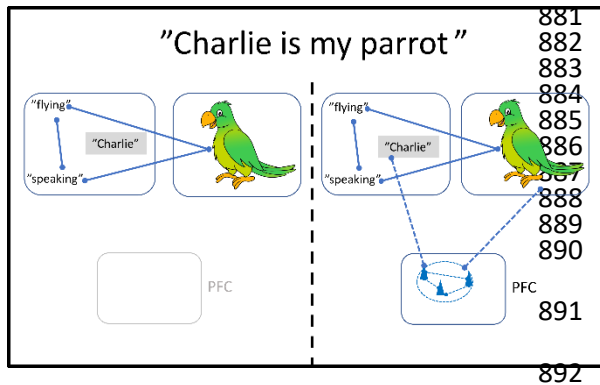 ”Charlie is my parrot ”
”flying”
”Charlie”
”speaking”
PFC
”flying”
”Charlie”
”speaking”
PFC
881
882
883
884
885
886
887
888
889
890
891
892